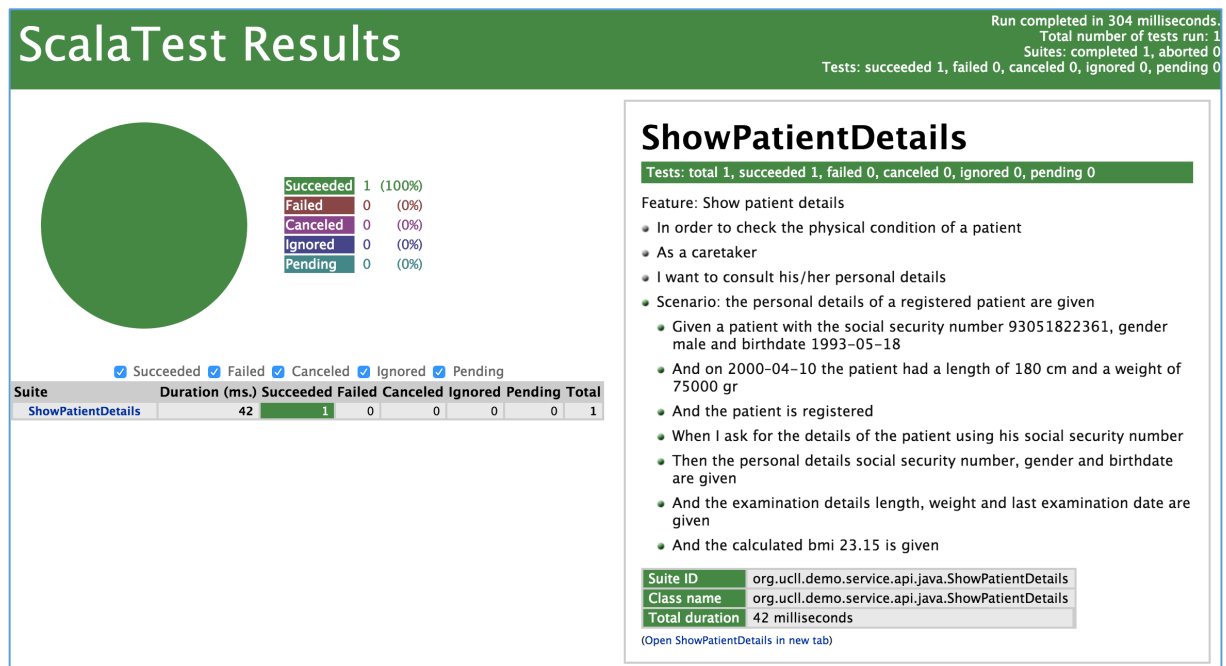 ScalaTest Results
Run completed in 304 milliseconds.
Total number of tests run: 1
Suites: completed 1, aborted 0
Tests: succeeded 1, failed 0, canceled 0, ignored 0, pending 0
Succeeded 1 (100%)
Failed 0 (0%)
Canceled 0 (0%)
Ignored 0 (0%)
Pending 0 (0%)
Succeeded Failed Canceled Ignored Pending
Suite Duration (ms.) Succeeded Failed Canceled Ignored Pending Total
ShowPatientDetails 42 1 0 0 0 0 1
ShowPatientDetails
Tests: total 1, succeeded 1, failed 0, canceled 0, ignored 0, pending 0
Feature: Show patient details
In order to check the physical condition of a patient
As a caretaker
I want to consult his/her personal details
Scenario: the personal details of a registered patient are given
Given a patient with the social security number 93051822361, gender
male and birthdate 1993-05-18
And on 2000-04-10 the patient had a length of 180 cm and a weight of
75000 gr
And the patient is registered
When I ask for the details of the patient using his social security number
Then the personal details social security number, gender and birthdate
are given
And the examination details length, weight and last examination date are
given
And the calculated bmi 23.15 is given
Suite ID org.ucll.demo.service.api.java.ShowPatientDetails
Class name org.ucll.demo.service.api.java.ShowPatientDetails
Total duration 42 milliseconds
(Open ShowPatientDetails in new tab)